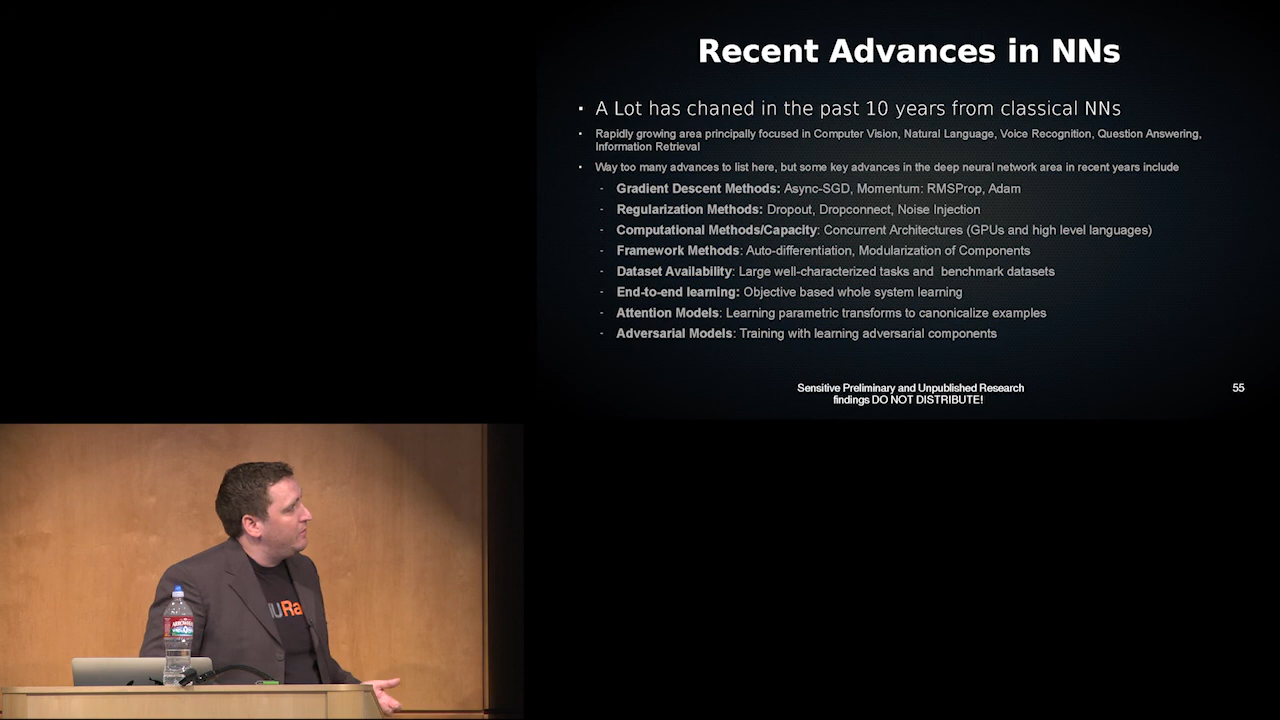 Recent Advances in NNs
▪ A Lot has chaned in the past 10 years from classical NNs
▪ Rapidly growing area principally focused in Computer Vision, Natural Language, Voice Recognition, Question Answering,
Information Retrieval
▪ Way too many advances to list here, but some key advances in the deep neural network area in recent years include
- Gradient Descent Methods: Async-SGD, Momentum: RMSProp, Adam
- Regularization Methods: Dropout, Dropconnect, Noise Injection
- Computational Methods/Capacity: Concurrent Architectures (GPUs and high level languages)
- Framework Methods: Auto-differentiation, Modularization of Components
- Dataset Availability: Large well-characterized tasks and benchmark datasets
- End-to-end learning: Objective based whole system learning
- Attention Models: Learning parametric transforms to canonicalize examples
- Adversarial Models: Training with learning adversarial components
Sensitive Preliminary and Unpublished Research
findings DO NOT DISTRIBUTE!
55
URa